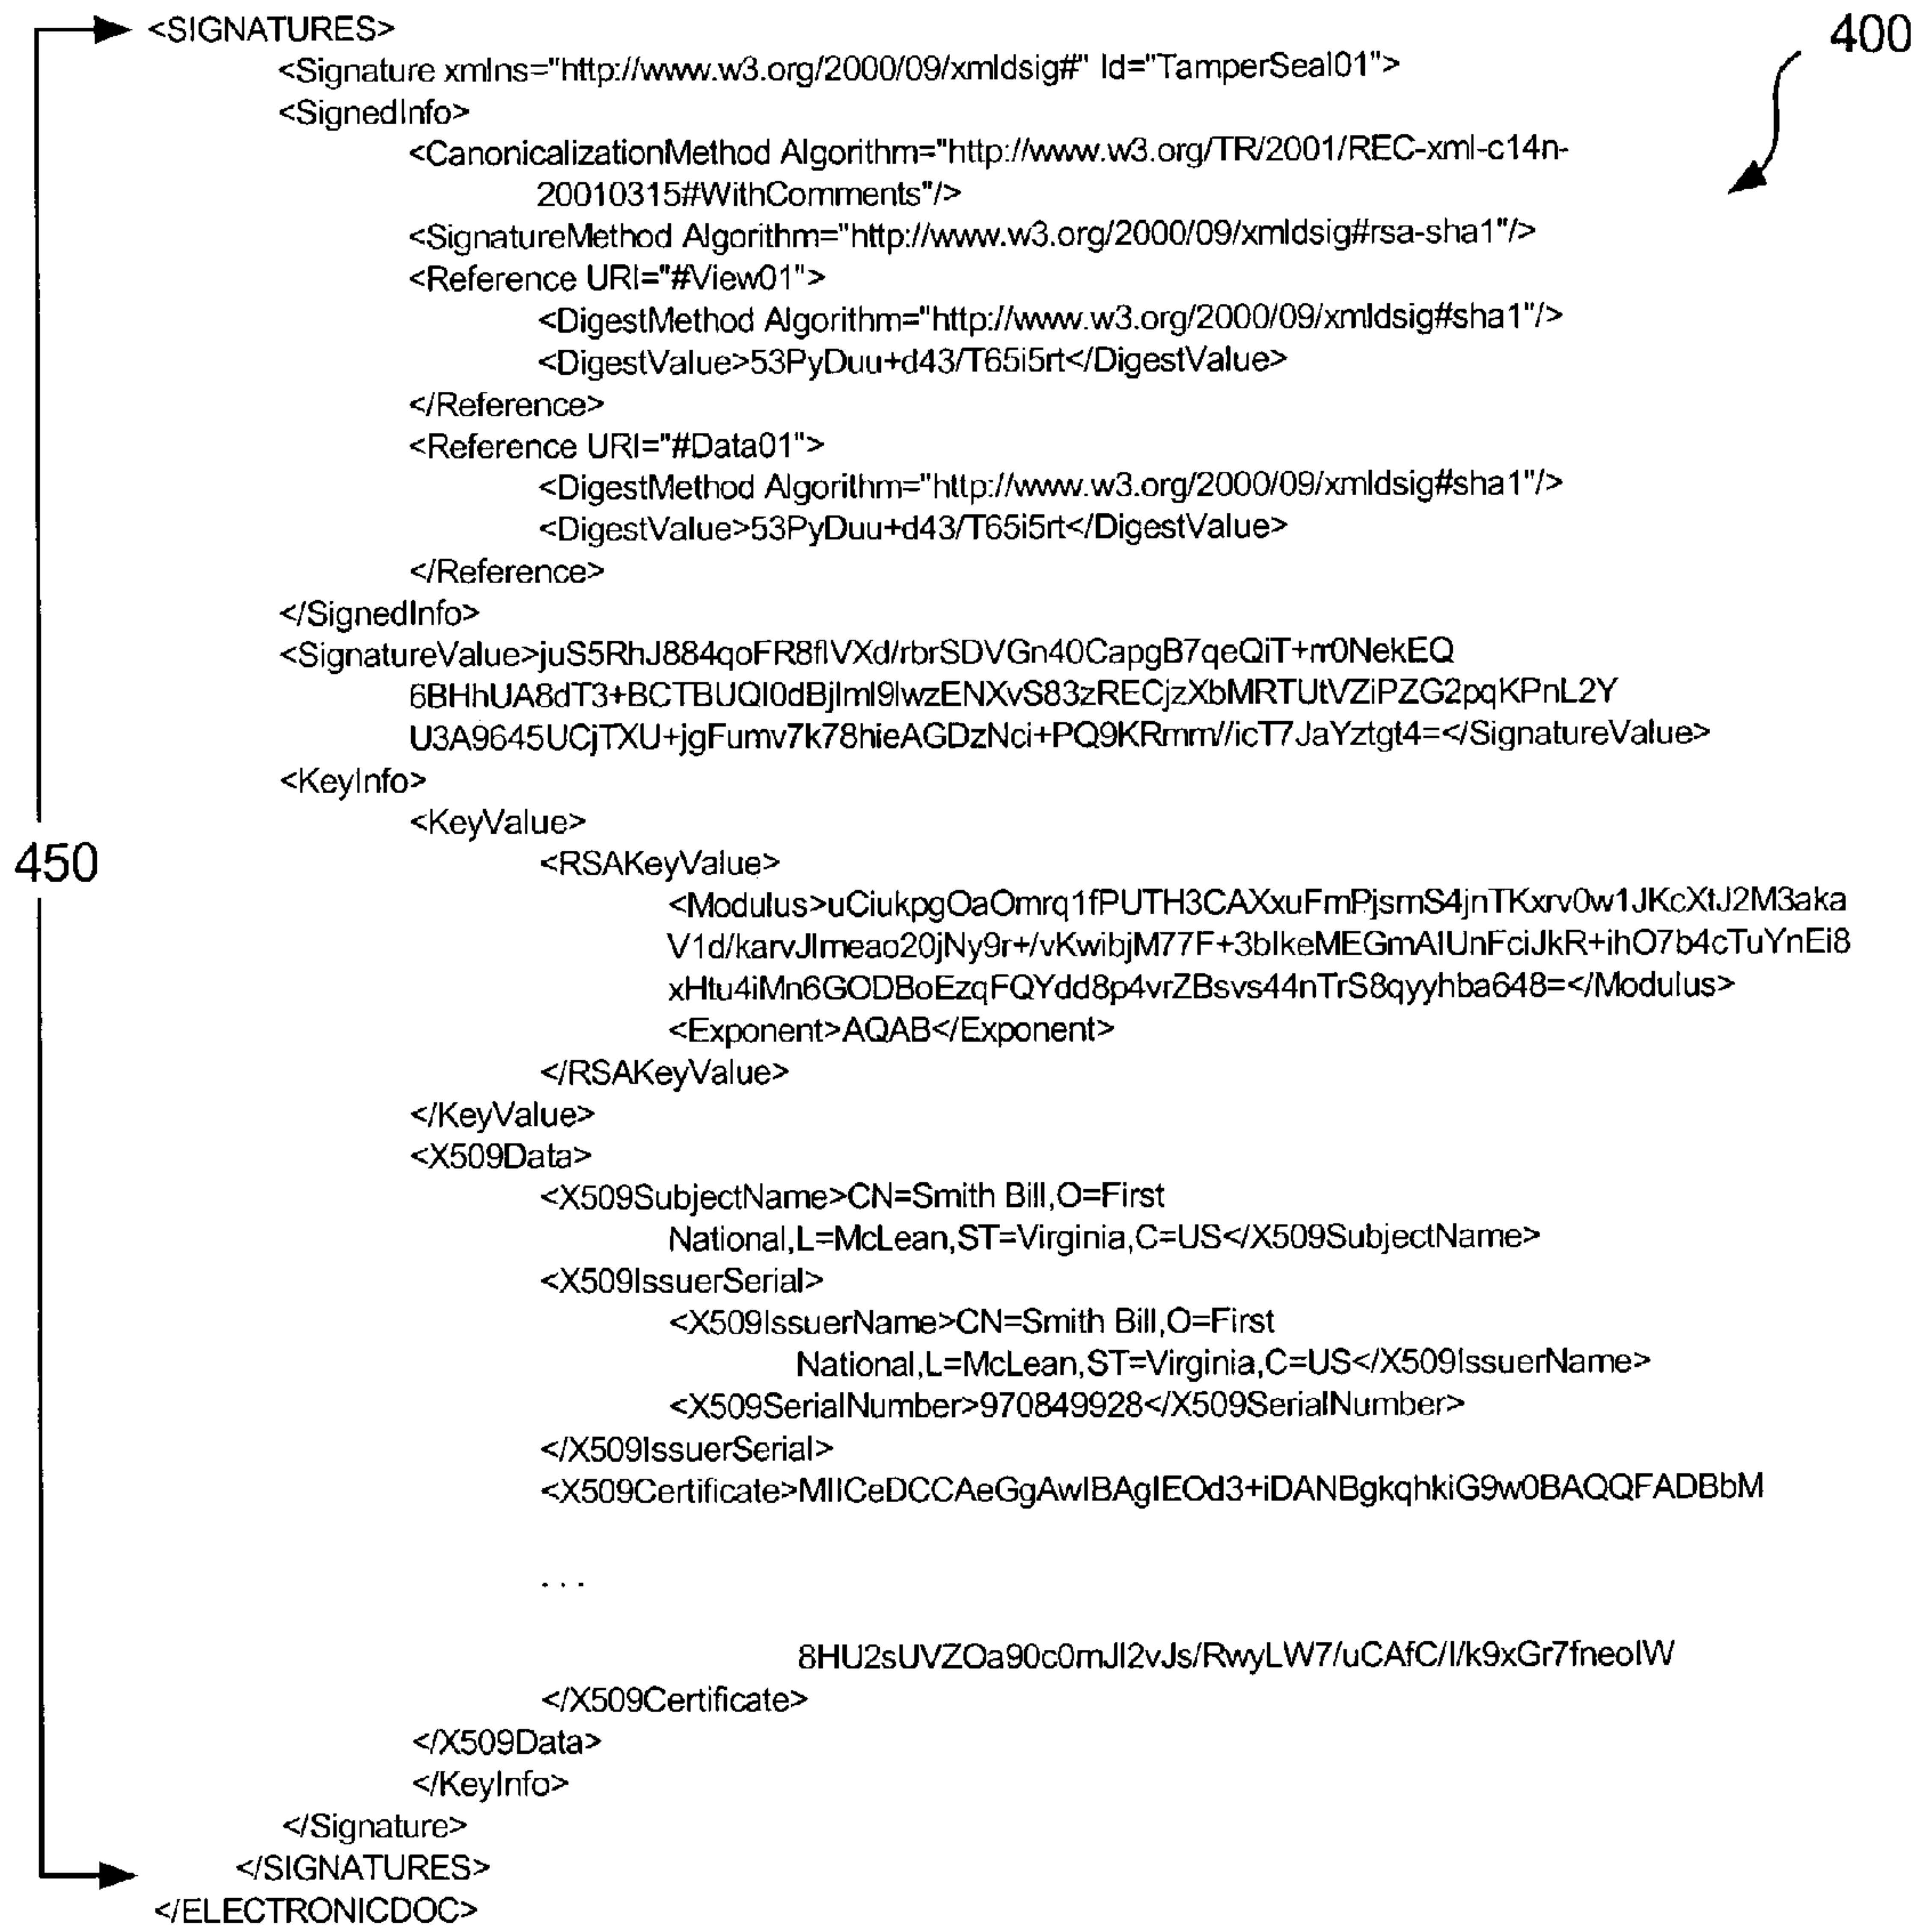 <SIGNATURES>
400
<Signature xmlns="http://www.w3.org/2000/09/xmldsig#" Id="TamperSeal01">
<SignedInfo>
<CanonicalizationMethod Algorithm="http://www.w3.org/TR/2001/REC-xml-c14n-
20010315#WithComments"/>
<SignatureMethod Algorithm="http://www.w3.org/2000/09/xmldsig#rsa-sha1"/>
<Reference URI="#View01">
<DigestMethod Algorithm="http://www.w3.org/2000/09/xmldsig#sha1"/>
<DigestValue>53PyDuu+d43/T65i5rt</DigestValue>
</Reference>
<Reference URI="#Data01">
<DigestMethod Algorithm="http://www.w3.org/2000/09/xmldsig#sha1"/>
<DigestValue>53PyDuu+d43/T65i5rt</DigestValue>
</Reference>
</SignedInfo>
<SignatureValue>juS5RhJ884qoFR8flVXd/rbrSDVGn40CapgB7qeQiT+rr0NekEQ
6BHhUA8dT3+BCTBUQI0dBjlml9lwzENXvS83zRECjzXbMRTUtVZiPZG2pqKPnL2Y
U3A9645UCjTXU+jgFumv7k78hieAGDzNci+PQ9KRmm//icT7JaYztgt4=</SignatureValue>
<KeyInfo>
<KeyValue>
450
<RSAKeyValue>
<Modulus>uCiukpgOaOmrq1fPUTH3CAXxuFmPjsmS4jnTKxrv0w1JKcXtJ2M3aka
V1d/karvJlmeao20jNy9r+/vKwibjM77F+3blkeMEGmAlUnFciJkR+ihO7b4cTuYnEi8
xHtu4iMn6GODBoEzqFQYdd8p4vrZBsvs44nTrS8qyyhba648=</Modulus>
<Exponent>AQAB</Exponent>
</RSAKeyValue>
</KeyValue>
<X509Data>
<X509SubjectName>CN=Smith Bill,O=First
National,L=McLean,ST=Virginia,C=US</X509SubjectName>
<X509IssuerSerial>
<X509IssuerName>CN=Smith Bill,O=First
National,L=McLean,ST=Virginia,C=US</X509IssuerName>
<X509SerialNumber>970849928</X509SerialNumber>
</X509IssuerSerial>
<X509Certificate>MIICeDCCAeGgAwIBAgIEOd3+iDANBgkqhkiG9w0BAQQFADBbM
. . .
8HU2sUVZOa90c0mJI2vJs/RwyLW7/uCAfC/I/k9xGr7fneoIW
</X509Certificate>
</X509Data>
</KeyInfo>
</Signature>
</SIGNATURES>
</ELECTRONICDOC>